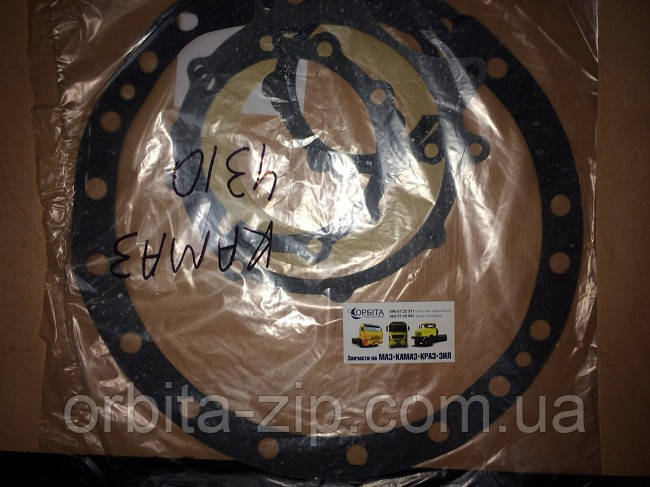 КАМАЗ
4310
ОРБІТА
Запчасти на МАЗ-КАМАЗ-КРАЗ-ЗИЛ
orbita-zip.com.ua